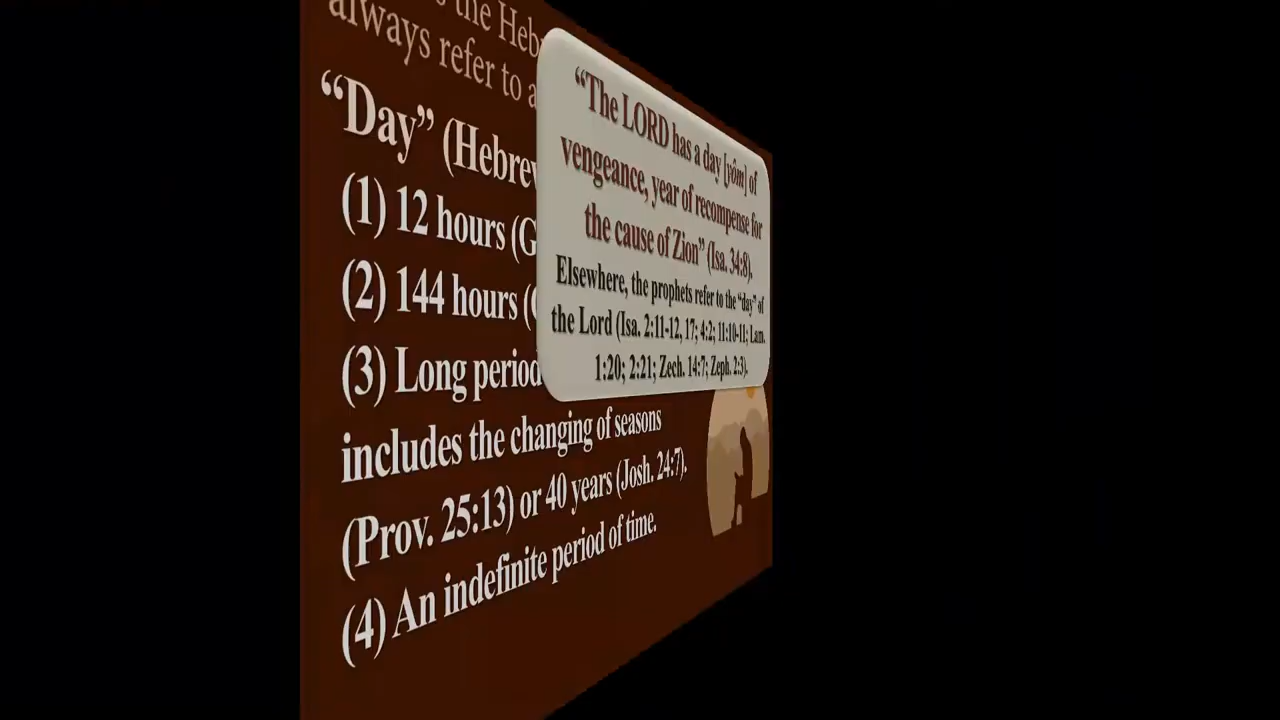 the Heb
always refer to a
“Day” (Hebrew
(1) 12 hours (G
(2) 144 hours (
(3) Long period
includes the changing of seasons
(Prov. 25:13) or 40 years (Josh. 24:7).
(4) An indefinite period of time.
“The LORD has a day [yôm] of
vengeance, year of recompense for
the cause of Zion” (Isa. 34:8).
Elsewhere, the prophets refer to the “day” of
the Lord (Isa. 2:11-12, 17; 4:2; 11:10-11; Lam.
1:20; 2:21; Zech. 14:7; Zeph. 2:3).